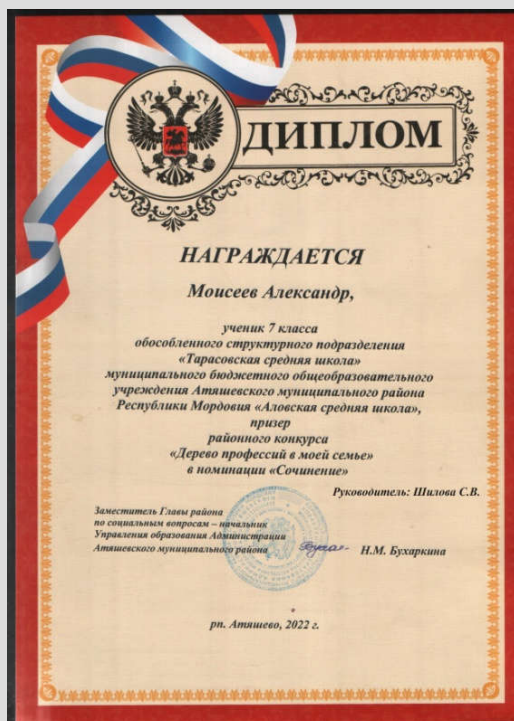 ДИПЛОМ
НАГРАЖДАЕТСЯ
Моисеев Александр,
ученик 7 класса
обособленного структурного подразделения
«Тарасовская средняя школа»
муниципального бюджетного общеобразовательного
учреждения Атяшевского муниципального района
Республики Мордовия «Аловская средняя школа»,
призер
районного конкурса
«Дерево профессий в моей семье»
в номинации «Сочинение»
Руководитель: Шилова С.В.
Заместитель Главы района
по социальным вопросам – начальник
Управления образования Администрации
Атяшевского муниципального района
Н.М. Бухаркина
рп. Атяшево, 2022 г.